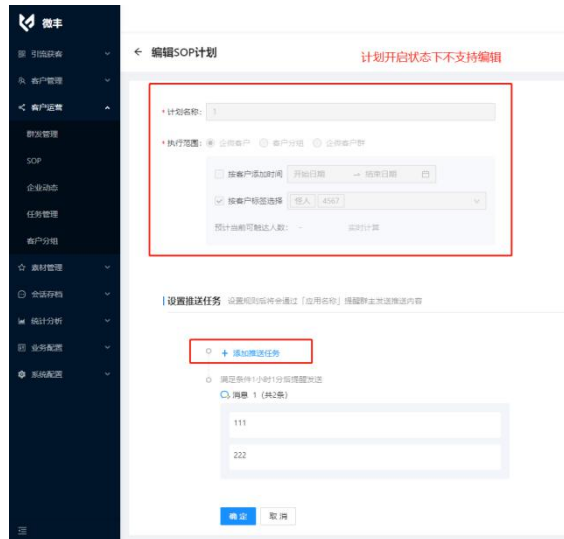 微丰
引流获客
← 编辑SOP计划
计划开启状态下不支持编辑
客户管理
客户运营
群发管理
SOP
企业动态
任务管理
客户分组
素材管理
会话存档
统计分析
业务配置
系统配置
* 计划名称: 1
* 执行范围: 企微客户 客户分组 企微客户群
按客户添加时间 开始日期 → 结束日期
按客户标签选择 怪人 4567
预计当前可触达人数: - 实时计算
设置推送任务 设置规则后将会通过「应用名称」提醒群主发送推送内容
+ 添加推送任务
满足条件1小时1分后提醒发送
消息 1 (共2条)
111
222
确定 取消